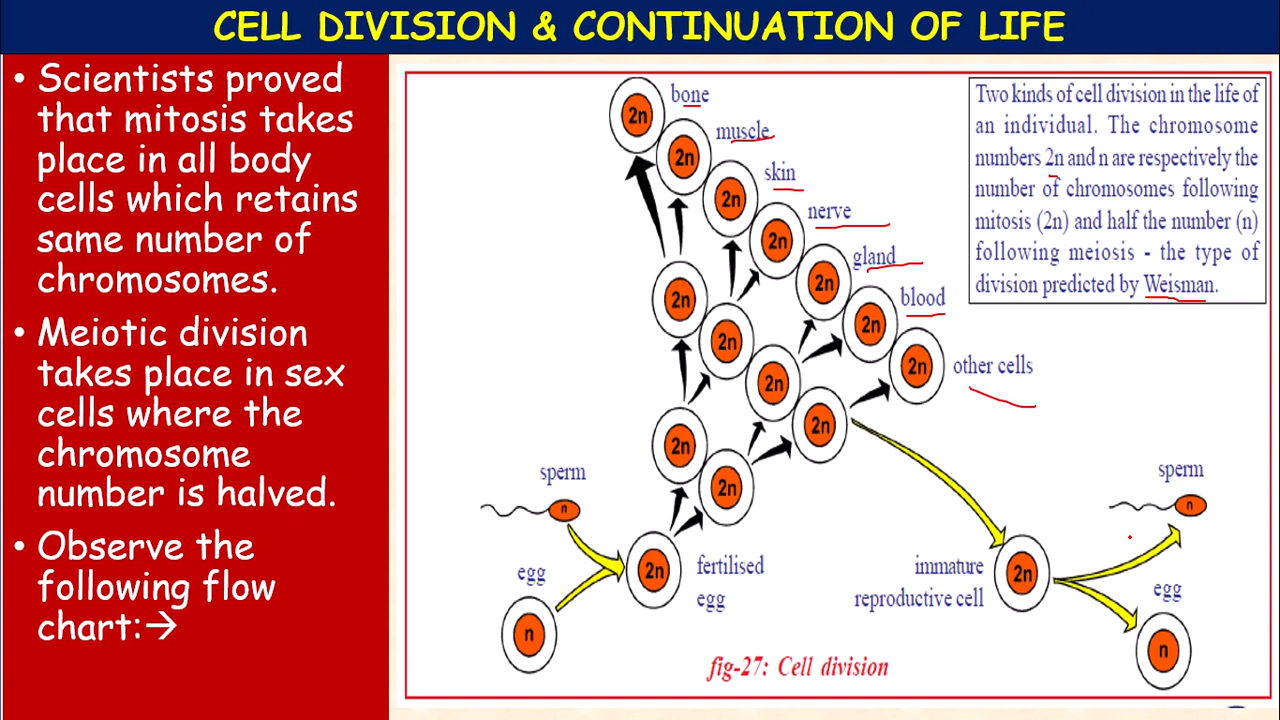 CELL DIVISION & CONTINUATION OF LIFE
• Scientists proved
that mitosis takes
place in all body
cells which retains
same number of
chromosomes.
• Meiotic division
takes place in sex
cells where the
chromosome
number is halved.
• Observe the
following flow
chart:→
2n bone
2n muscle
2n skin
2n nerve
2n gland
2n blood
2n other cells
2n
2n
2n
2n
2n
2n
sperm
n
egg
n
2n fertilised
egg
immature
reproductive cell
2n
sperm
n
egg
n
Two kinds of cell division in the life of
an individual. The chromosome
numbers 2n and n are respectively the
number of chromosomes following
mitosis (2n) and half the number (n)
following meiosis - the type of
division predicted by Weisman.
fig-27: Cell division